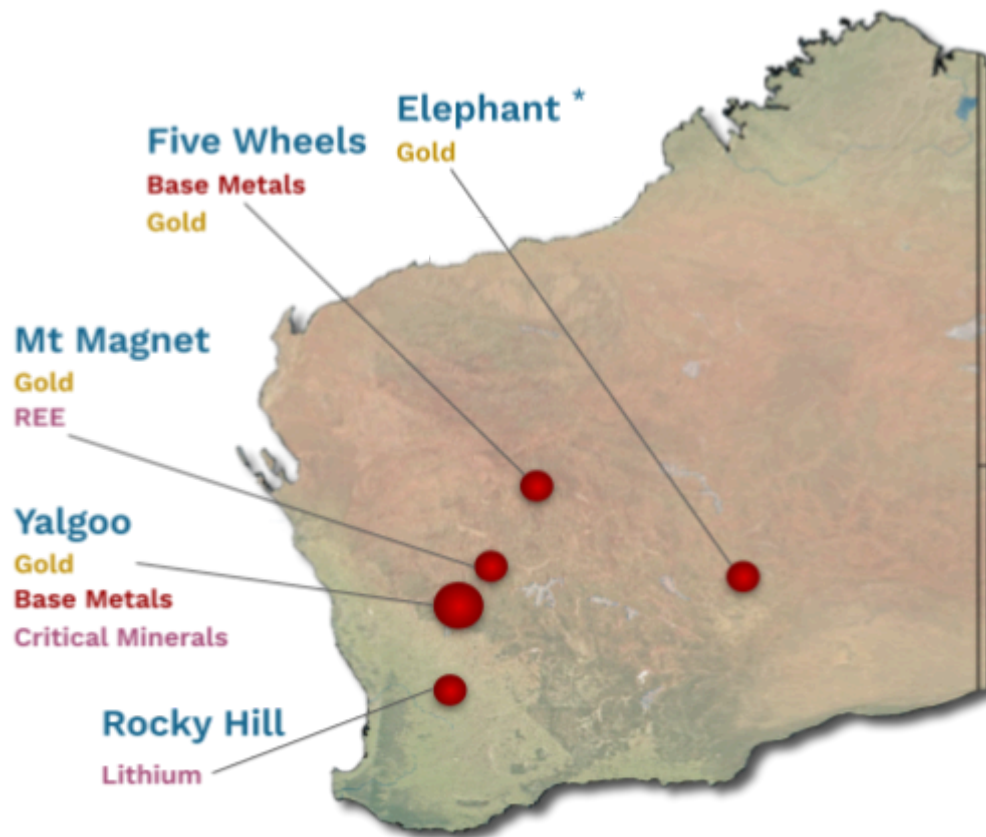 Elephant *
Gold
Five Wheels
Base Metals
Gold
Mt Magnet
Gold
REE
Yalgoo
Gold
Base Metals
Critical Minerals
Rocky Hill
Lithium